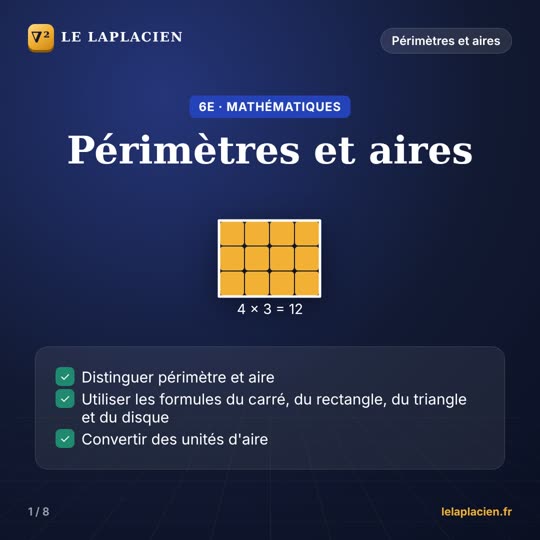 ∇² LE LAPLACIEN
Périmètres et aires
6E · MATHÉMATIQUES
Périmètres et aires
4 × 3 = 12
Distinguer périmètre et aire
Utiliser les formules du carré, du rectangle, du triangle
et du disque
Convertir des unités d'aire
1 / 8
lelaplacien.fr